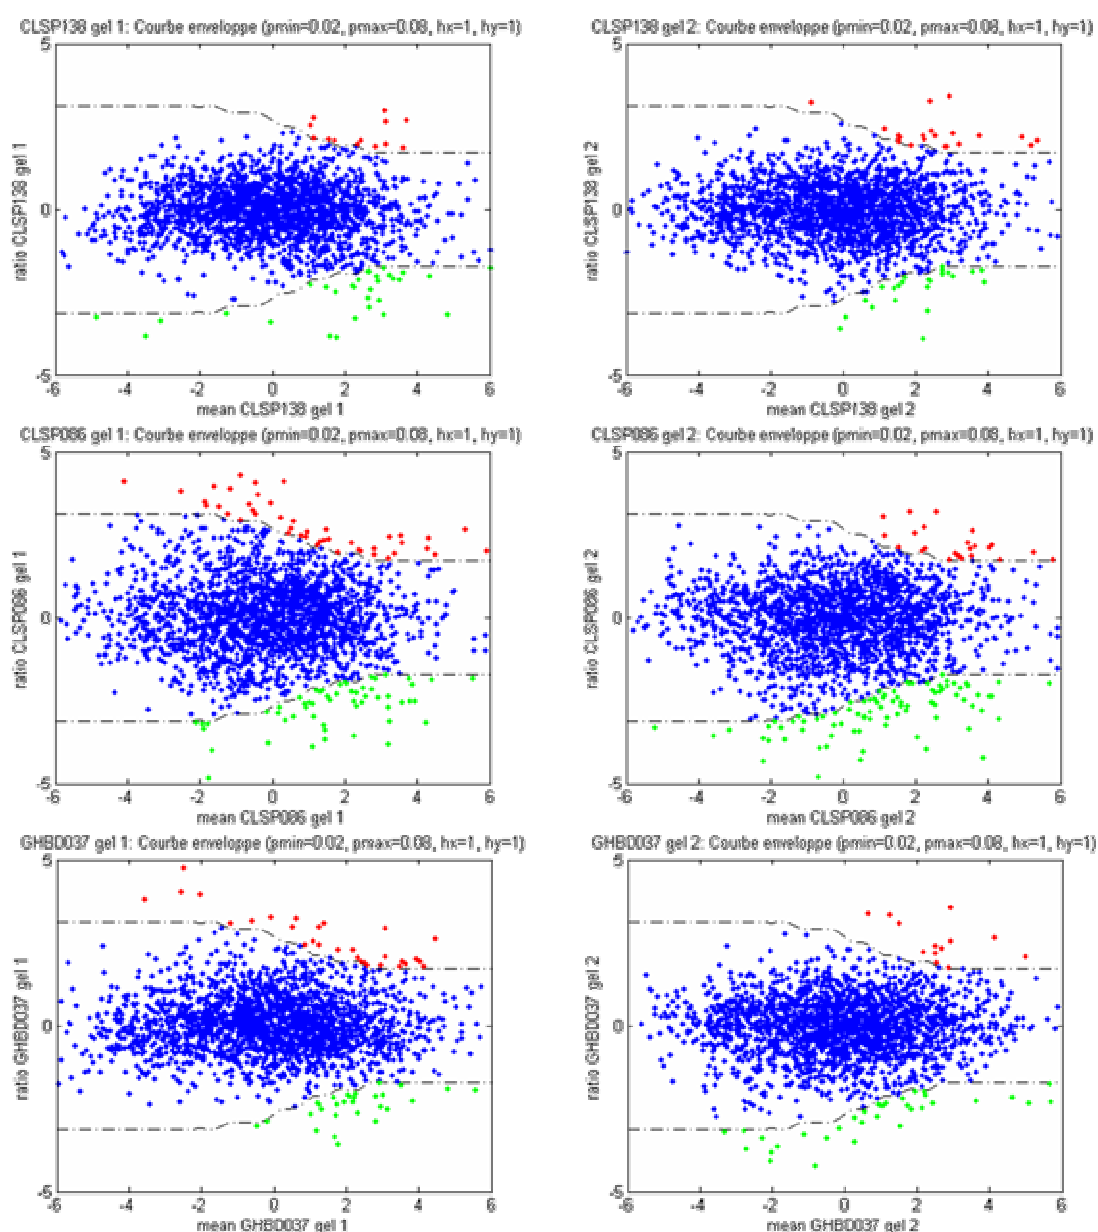 CLSP138 gel 1: Courbe enveloppe (pmin=0.02, pmax=0.08, hx=1, hy=1)
CLSP138 gel 2: Courbe enveloppe (pmin=0.02, pmax=0.08, hx=1, hy=1)
5
0
-5
ratio CLSP138 gel 1
-6 -4 -2 0 2 4 6
mean CLSP138 gel 1
5
0
-5
ratio CLSP138 gel 2
-6 -4 -2 0 2 4 6
mean CLSP138 gel 2
CLSP086 gel 1: Courbe enveloppe (pmin=0.02, pmax=0.08, hx=1, hy=1)
CLSP086 gel 2: Courbe enveloppe (pmin=0.02, pmax=0.08, hx=1, hy=1)
5
0
-5
ratio CLSP086 gel 1
-6 -4 -2 0 2 4 6
mean CLSP086 gel 1
5
0
-5
ratio CLSP086 gel 2
-6 -4 -2 0 2 4 6
mean CLSP086 gel 2
GHBD037 gel 1: Courbe enveloppe (pmin=0.02, pmax=0.08, hx=1, hy=1)
GHBD037 gel 2: Courbe enveloppe (pmin=0.02, pmax=0.08, hx=1, hy=1)
5
0
-5
ratio GHBD037 gel 1
-6 -4 -2 0 2 4 6
mean GHBD037 gel 1
5
0
-5
ratio GHBD037 gel 2
-6 -4 -2 0 2 4 6
mean GHBD037 gel 2